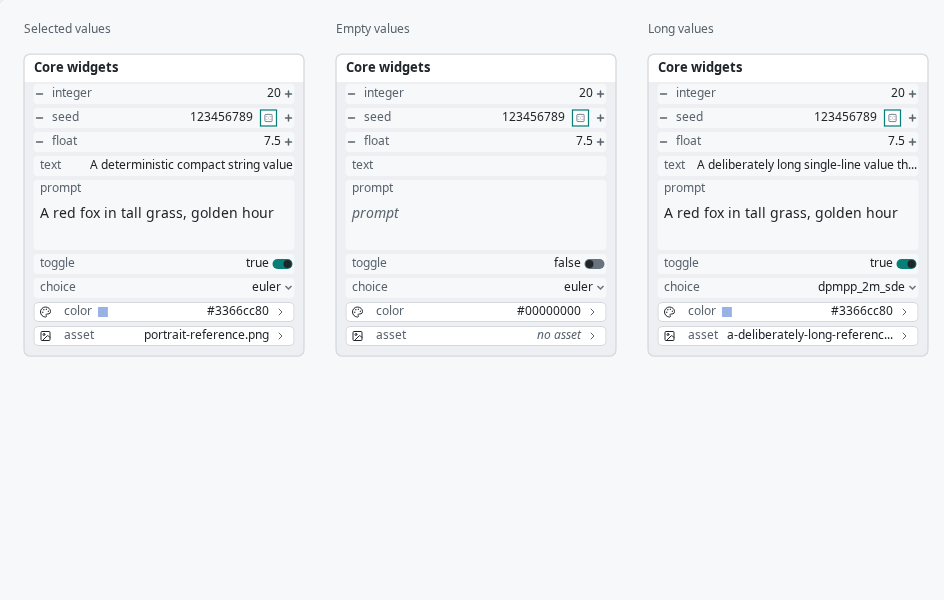 Selected values
Core widgets
− integer 20 +
− seed 123456789 +
− float 7.5 +
text A deterministic compact string value
prompt
A red fox in tall grass, golden hour
toggle true
choice euler
color #3366cc80
asset portrait-reference.png
Empty values
Core widgets
− integer 20 +
− seed 123456789 +
− float 7.5 +
text
prompt
prompt
toggle false
choice euler
color #00000000
asset no asset
Long values
Core widgets
− integer 20 +
− seed 123456789 +
− float 7.5 +
text A deliberately long single-line value th...
prompt
A red fox in tall grass, golden hour
toggle true
choice dpmpp_2m_sde
color #3366cc80
asset a-deliberately-long-referenc...